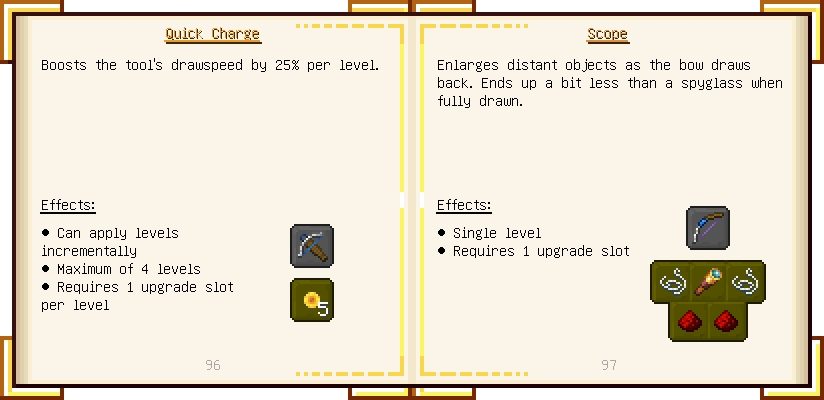 Quick Charge
Boosts the tool's drawspeed by 25% per level.
Effects:
• Can apply levels
incrementally
• Maximum of 4 levels
• Requires 1 upgrade slot
per level
5
96
Scope
Enlarges distant objects as the bow draws
back. Ends up a bit less than a spyglass when
fully drawn.
Effects:
• Single level
• Requires 1 upgrade slot
97